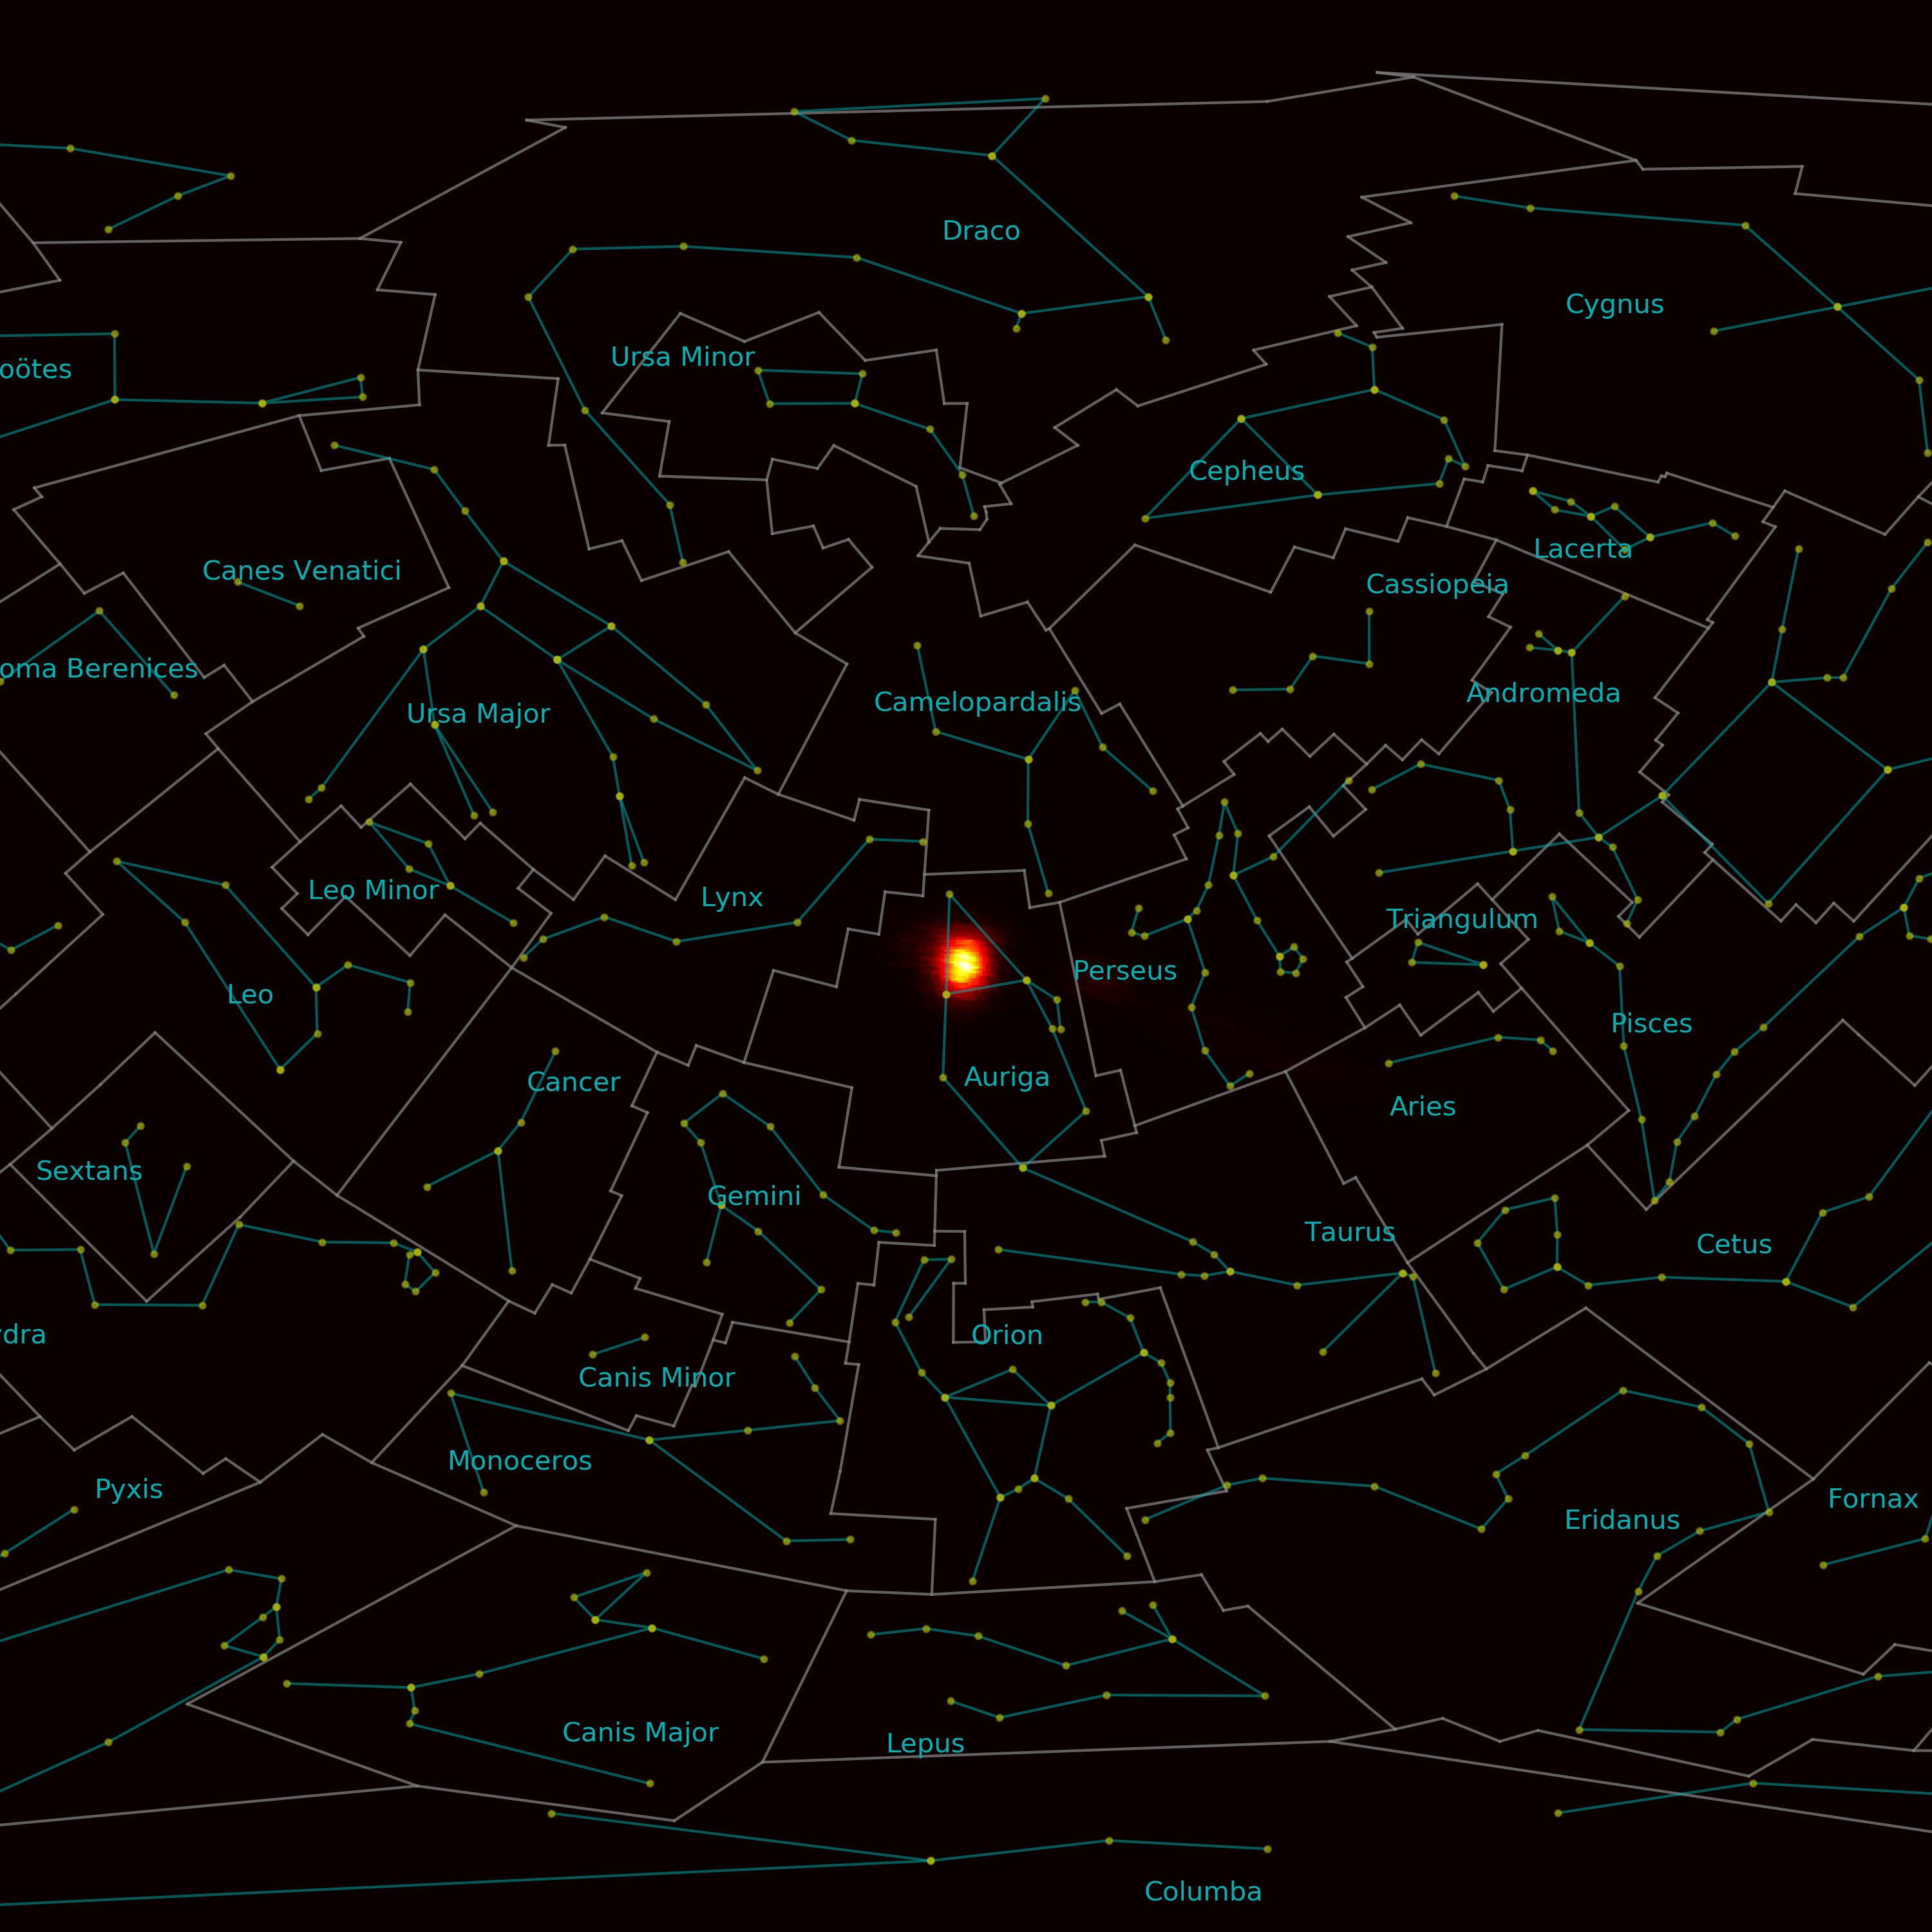 Draco
Cygnus
Ursa Minor
oötes
Cepheus
Lacerta
Canes Venatici
Cassiopeia
oma Berenices
Andromeda
Camelopardalis
Ursa Major
Leo Minor
Lynx
Triangulum
Perseus
Leo
Pisces
Auriga
Cancer
Aries
Sextans
Gemini
Taurus
Cetus
ydra
Orion
Canis Minor
Monoceros
Pyxis
Fornax
Eridanus
Canis Major
Lepus
Columba